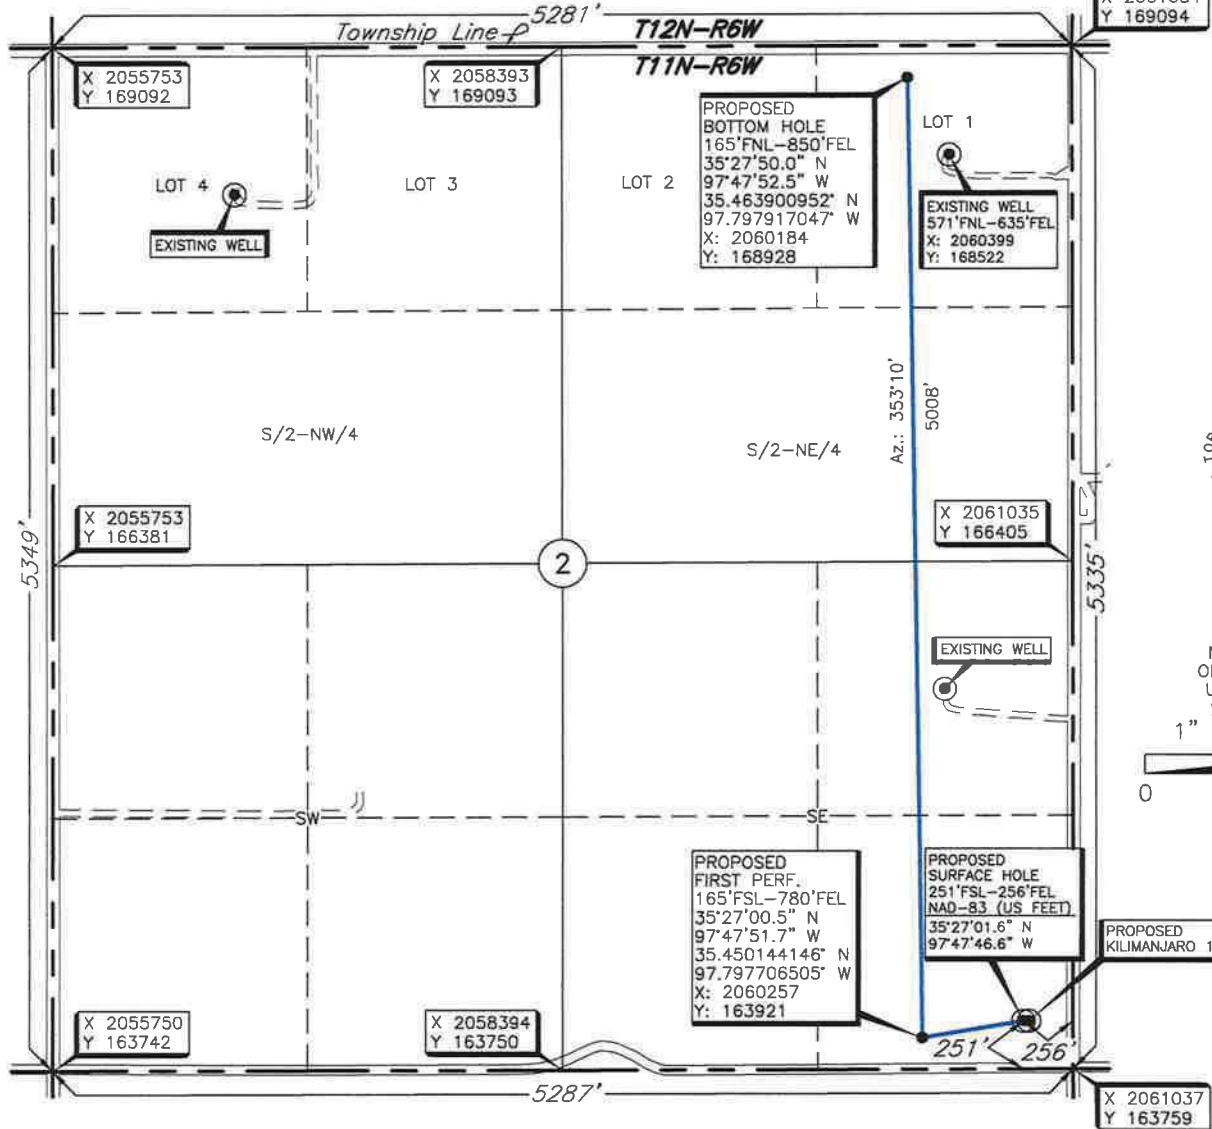 5281'
Township Line
T12N-R6W
T11N-R6W
Y 169094
X 2055753
Y 169092
X 2058393
Y 169093
PROPOSED
BOTTOM HOLE
165'FNL-850'FEL
35°27'50.0" N
97°47'52.5" W
35.463900952° N
97.797917047° W
X: 2060184
Y: 168928
LOT 1
LOT 2
LOT 3
LOT 4
EXISTING WELL
EXISTING WELL
571'FNL-635'FEL
X: 2060399
Y: 168522
Az.: 353°10'
5008'
S/2-NW/4
S/2-NE/4
X 2055753
Y 166381
X 2061035
Y 166405
5349'
2
5335'
EXISTING WELL
1"
0
SW
SE
PROPOSED
FIRST PERF.
165'FSL-780'FEL
35°27'00.5" N
97°47'51.7" W
35.450144146° N
97.797706505° W
X: 2060257
Y: 163921
PROPOSED
SURFACE HOLE
251'FSL-256'FEL
NAD-83 (US FEET)
35°27'01.6" N
97°47'46.6" W
PROPOSED
KILIMANJARO 1
X 2055750
Y 163742
X 2058394
Y 163750
251'
256'
5287'
X 2061037
Y 163759